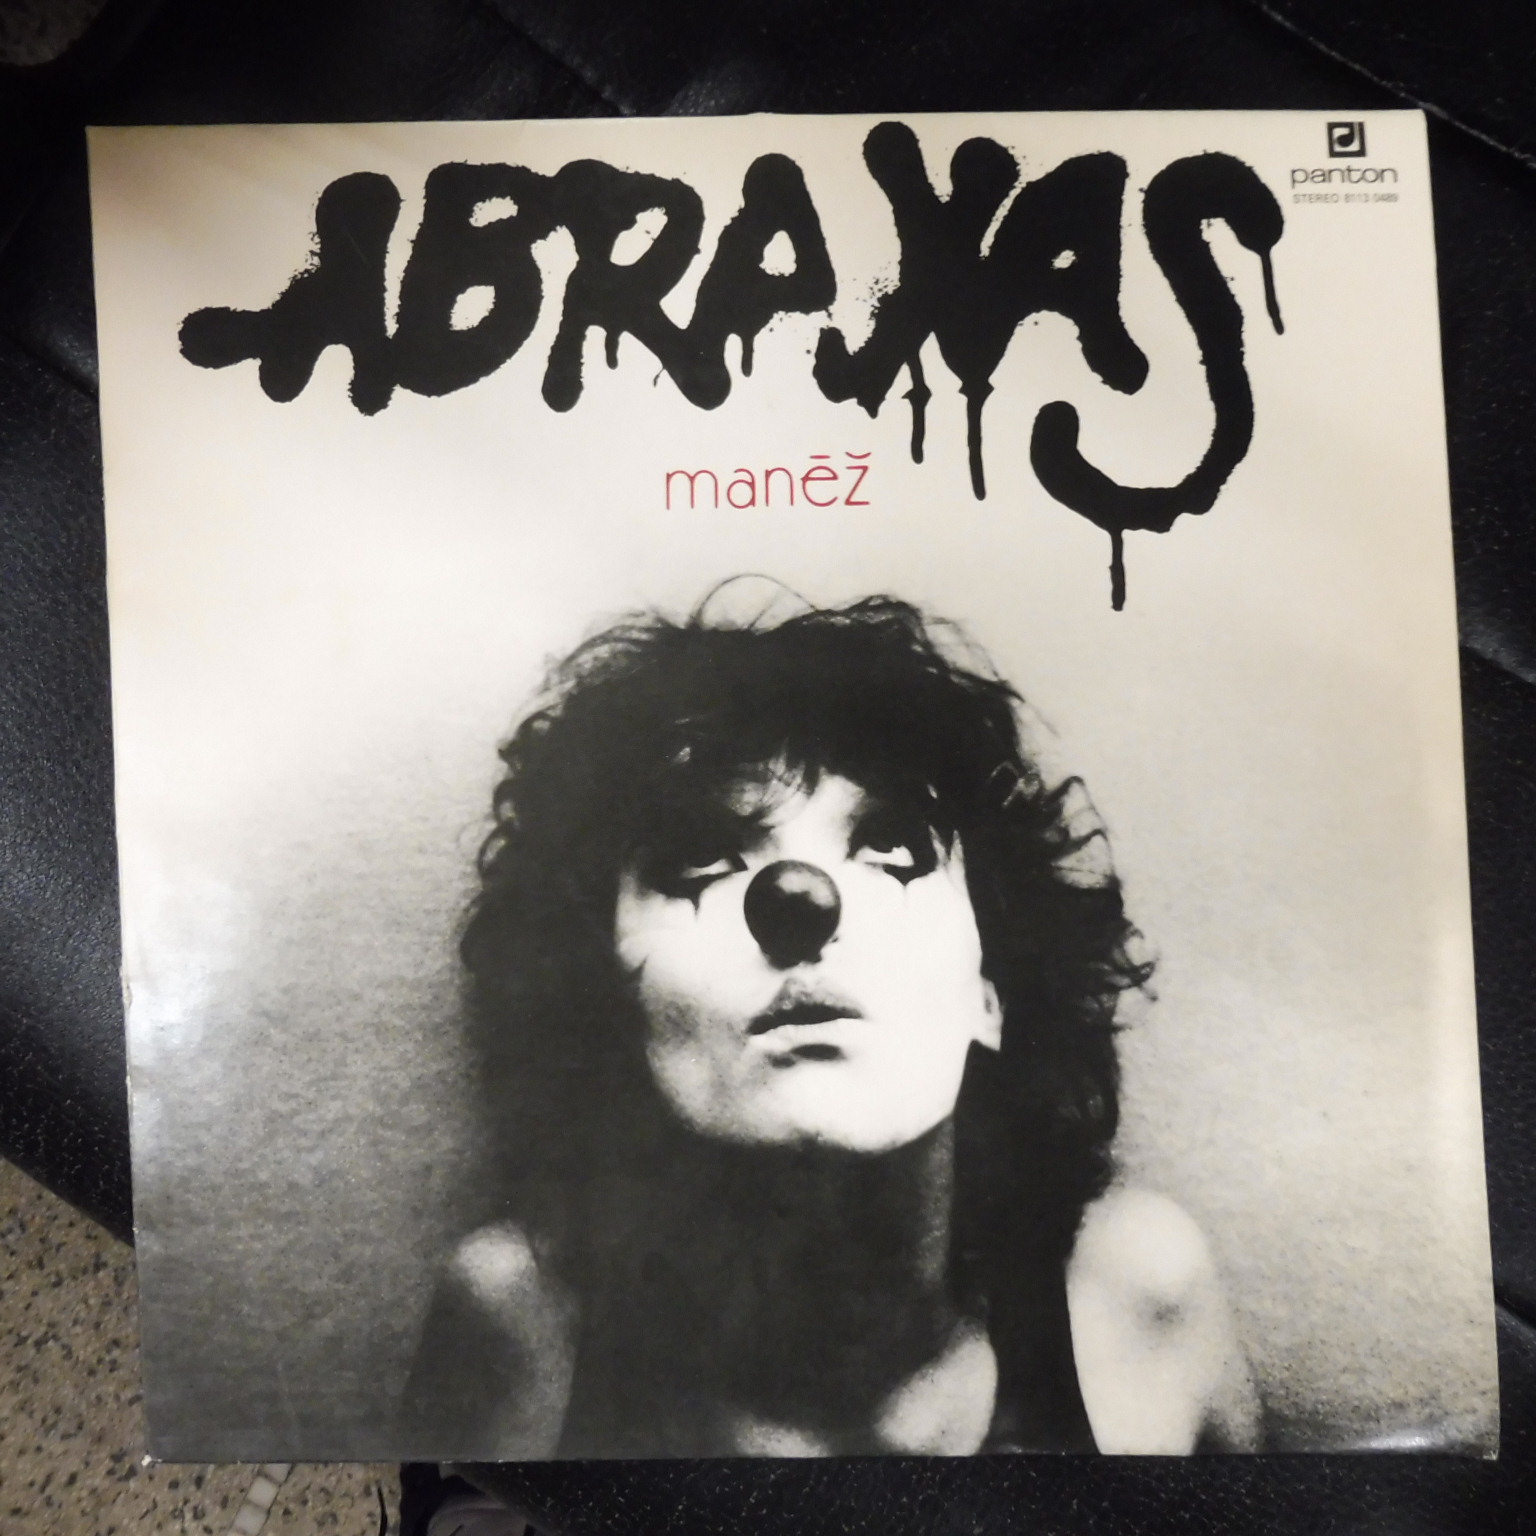 ABRAXAS
panton
STEREO 8113 0489
manēž